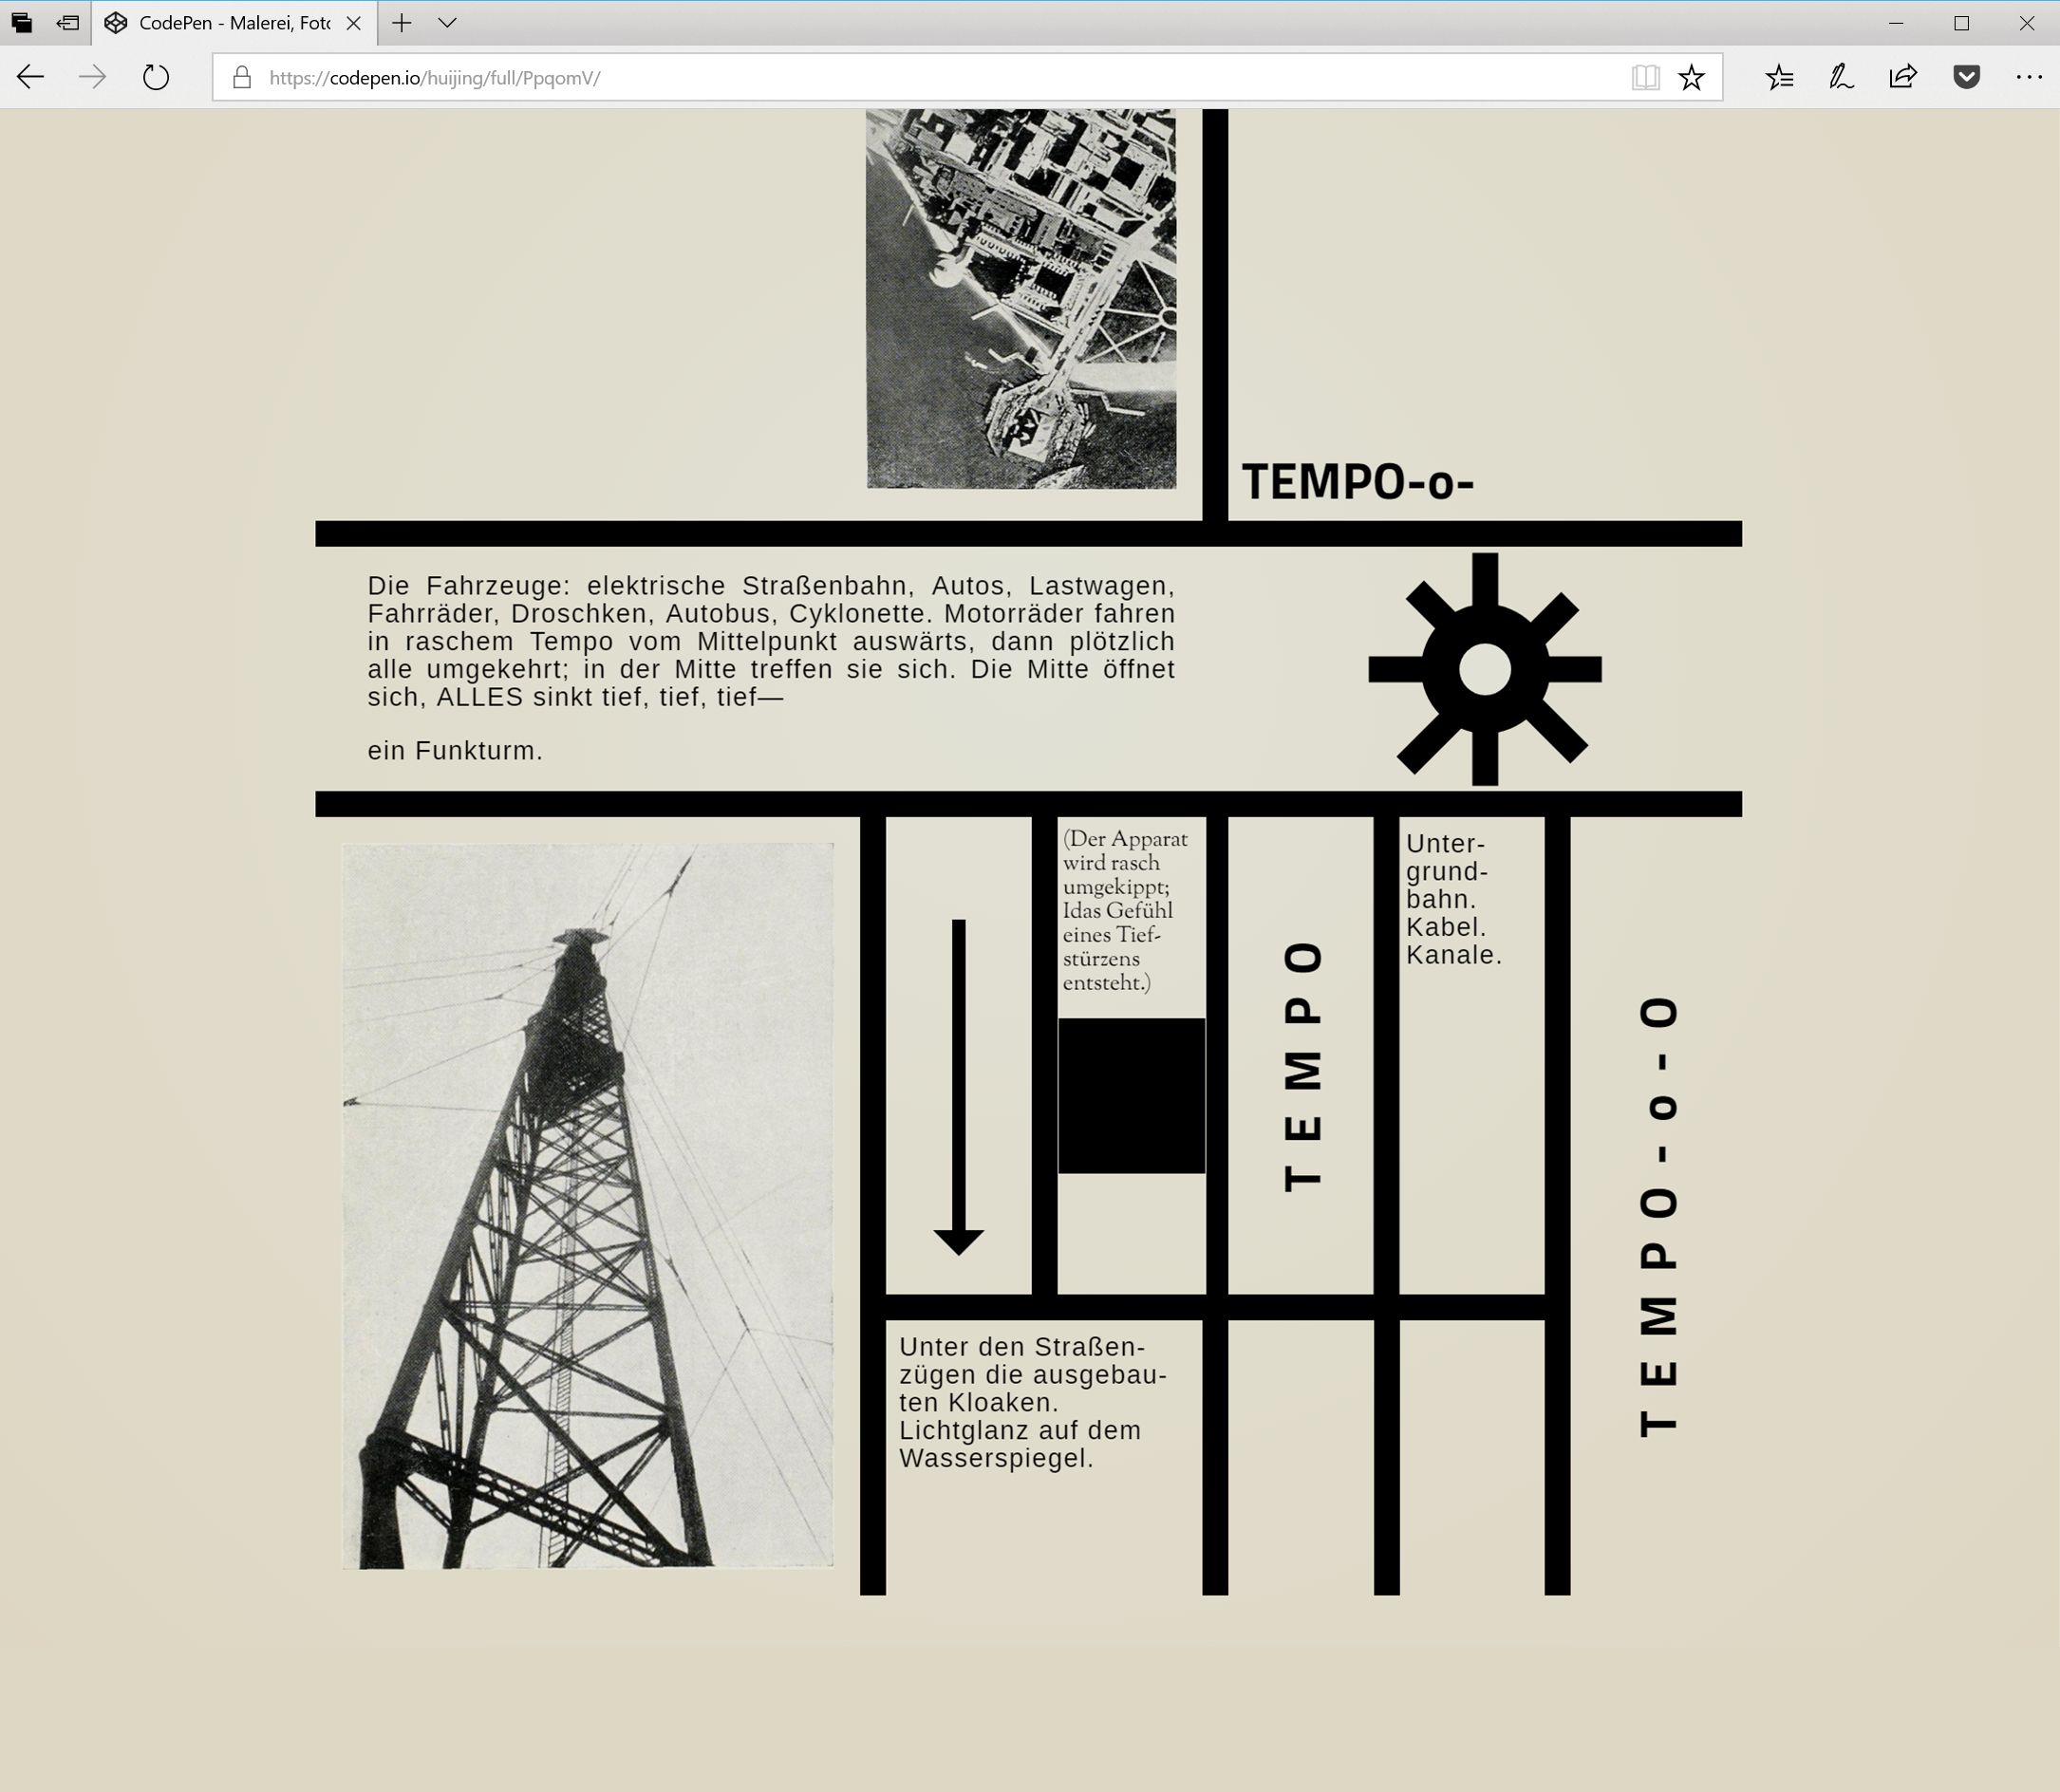 CodePen - Malerei, Foto
https://codepen.io/huijing/full/PpqomV/
TEMPO-o-
Die Fahrzeuge: elektrische Straßenbahn, Autos, Lastwagen,
Fahrräder, Droschken, Autobus, Cyklonette. Motorräder fahren
in raschem Tempo vom Mittelpunkt auswärts, dann plötzlich
alle umgekehrt; in der Mitte treffen sie sich. Die Mitte öffnet
sich, ALLES sinkt tief, tief, tief—
ein Funkturm.
(Der Apparat
wird rasch
umgekippt;
Idas Gefühl
eines Tief-
stürzens
entsteht.)
TEMPO
Unter-
grund-
bahn.
Kabel.
Kanale.
TEMPO-o-O
Unter den Straßen-
zügen die ausgebau-
ten Kloaken.
Lichtglanz auf dem
Wasserspiegel.